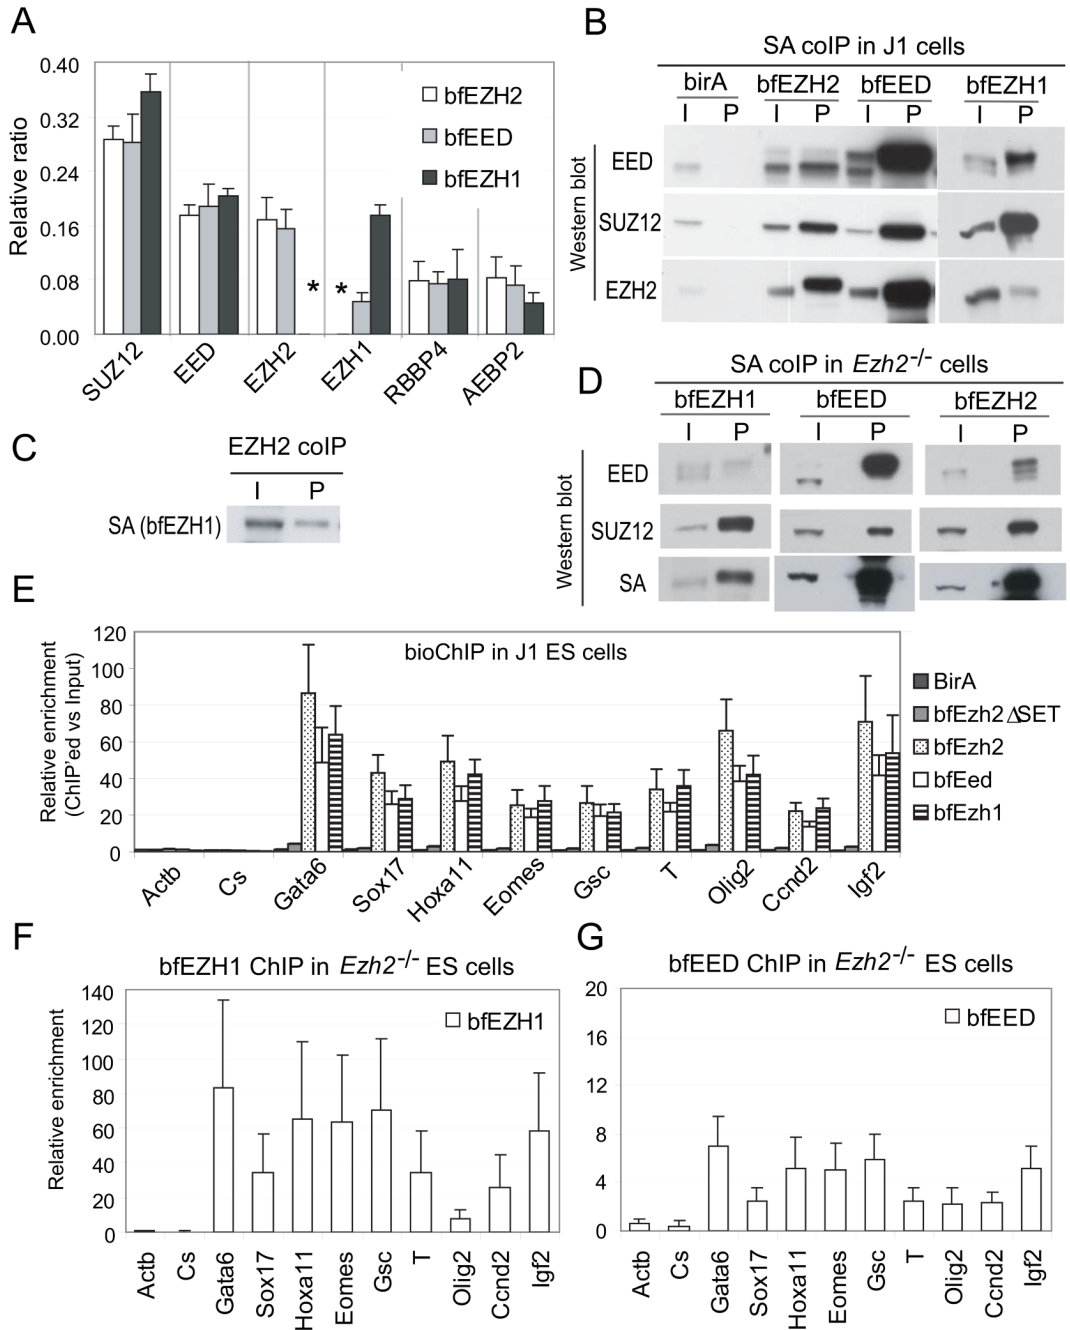 A
Relative ratio
0.40
0.32
0.24
0.16
0.08
0.00
bfEZH2
bfEED
bfEZH1
* *
SUZ12 EED EZH2 EZH1 RBBP4 AEBP2
B
SA coIP in J1 cells
birA bfEZH2 bfEED bfEZH1
I P I P I P I P
Western blot
EED
SUZ12
EZH2
C
EZH2 coIP
I P
SA (bfEZH1)
D
SA coIP in Ezh2-/- cells
bfEZH1 bfEED bfEZH2
I P I P I P
Western blot
EED
SUZ12
SA
E
bioChIP in J1 ES cells
Relative enrichment
(ChIP'ed vs Input)
120
100
80
60
40
20
0
BirA
bfEzh2 ΔSET
bfEzh2
bfEed
bfEzh1
Actb Cs Gata6 Sox17 Hoxa11 Eomes Gsc T Olig2 Ccnd2 Igf2
F
bfEZH1 ChIP in Ezh2-/- ES cells
Relative enrichment
140
120
100
80
60
40
20
0
bfEZH1
Actb Cs Gata6 Sox17 Hoxa11 Eomes Gsc T Olig2 Ccnd2 Igf2
G
bfEED ChIP in Ezh2-/- ES cells
20
16
12
8
4
0
bfEED
Actb Cs Gata6 Sox17 Hoxa11 Eomes Gsc T Olig2 Ccnd2 Igf2